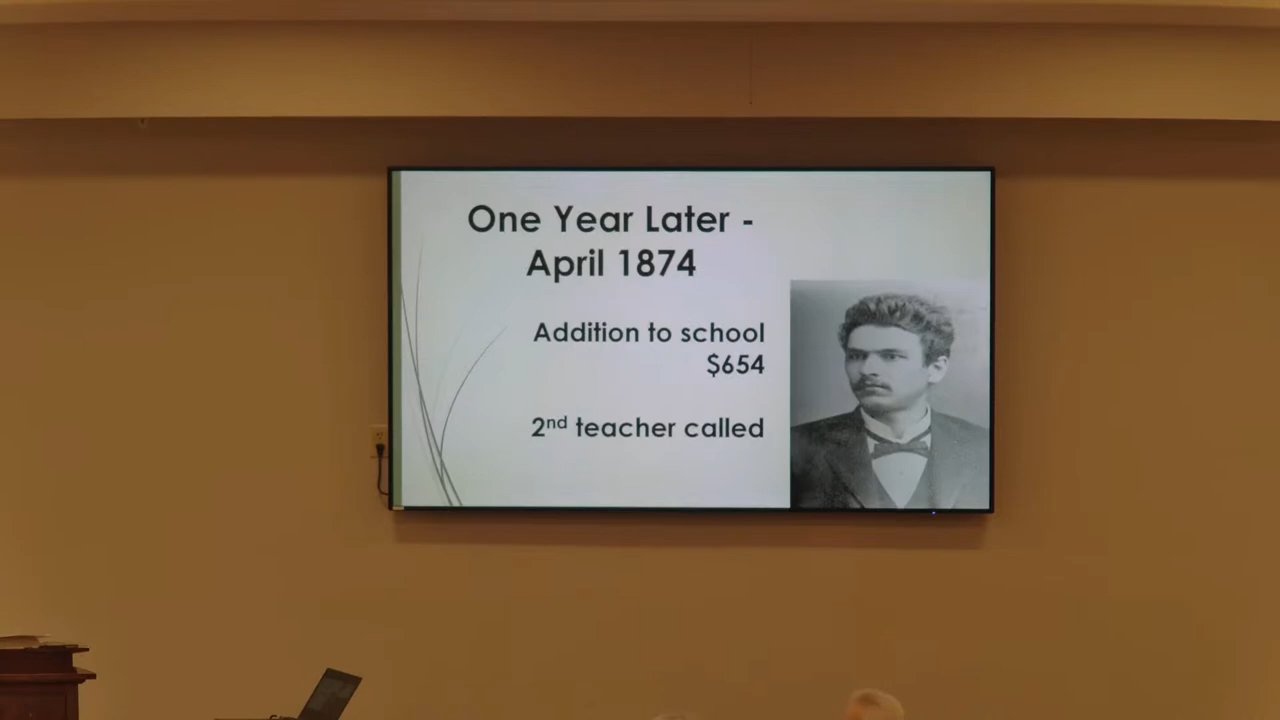 One Year Later -
April 1874
Addition to school
$654
2nd teacher called